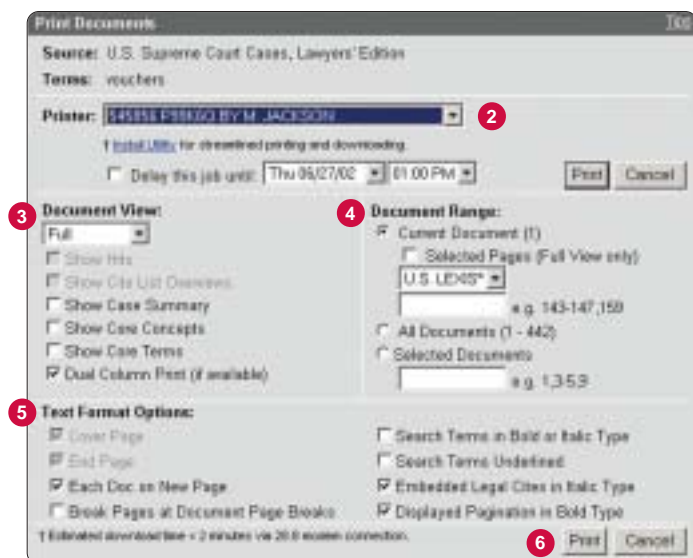 Print Documents Tips
Source: U.S. Supreme Court Cases, Lawyers' Edition
Terms: vouchers
Printer: BY M. JACKSON 2
† Install Utility for streamlined printing and downloading.
Delay this job until: Thu 06/27/02 01:00 PM Print Cancel
3 Document View:
Full
Show Hits
Show Cite List Overviews
Show Case Summary
Show Core Concepts
Show Core Terms
Dual Column Print (if available)
4 Document Range:
Current Document (1)
Selected Pages (Full View only)
U.S. LEXIS*
e.g. 143-147,159
All Documents (1 - 442)
Selected Documents
e.g. 1,3-5,9
5 Text Format Options:
Cover Page
End Page
Each Doc on New Page
Break Pages at Document Page Breaks
Search Terms in Bold or Italic Type
Search Terms Underlined
Embedded Legal Cites in Italic Type
Displayed Pagination in Bold Type
† Estimated download time < 2 minutes via 28.8 modem connection.
6 Print Cancel